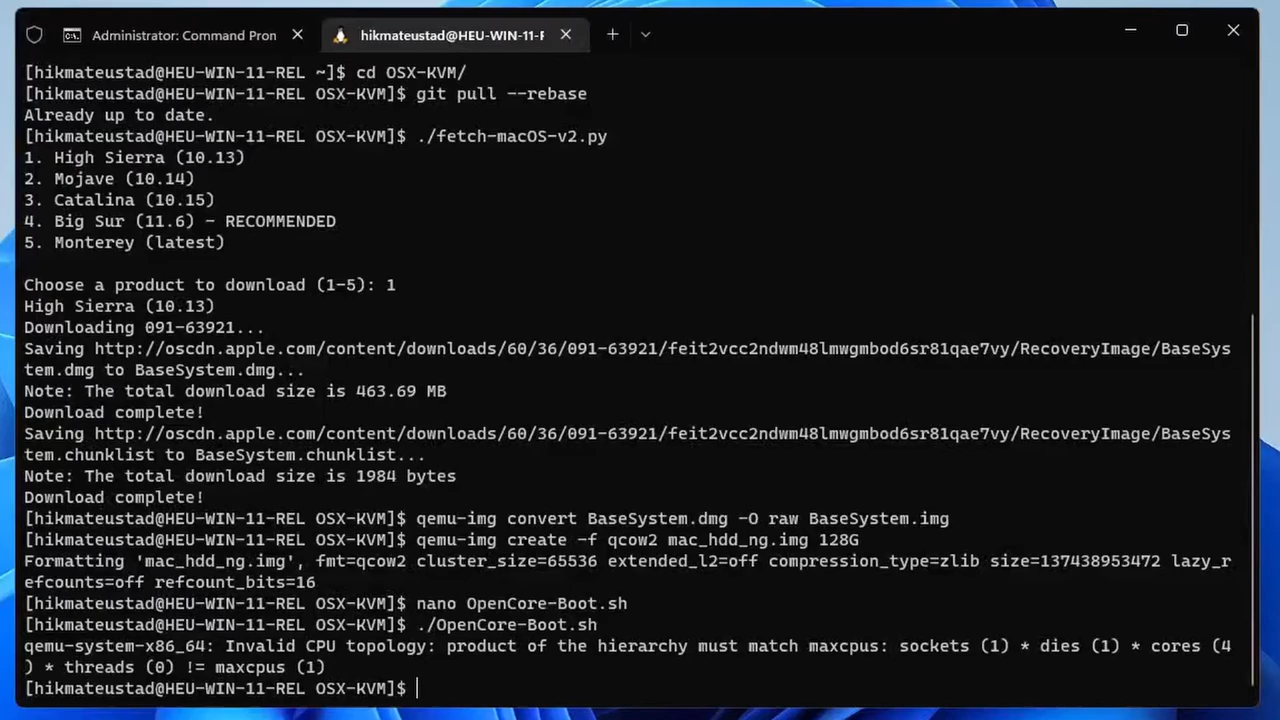 Administrator: Command Pron
hikmateustad@HEU-WIN-11-F
[hikmateustad@HEU-WIN-11-REL ~]$ cd OSX-KVM/
[hikmateustad@HEU-WIN-11-REL OSX-KVM]$ git pull --rebase
Already up to date.
[hikmateustad@HEU-WIN-11-REL OSX-KVM]$ ./fetch-macOS-v2.py
1. High Sierra (10.13)
2. Mojave (10.14)
3. Catalina (10.15)
4. Big Sur (11.6) - RECOMMENDED
5. Monterey (latest)
Choose a product to download (1-5): 1
High Sierra (10.13)
Downloading 091-63921...
Saving http://oscdn.apple.com/content/downloads/60/36/091-63921/feit2vcc2ndwm48lmwgmbod6sr81qae7vy/RecoveryImage/BaseSys
tem.dmg to BaseSystem.dmg...
Note: The total download size is 463.69 MB
Download complete!
Saving http://oscdn.apple.com/content/downloads/60/36/091-63921/feit2vcc2ndwm48lmwgmbod6sr81qae7vy/RecoveryImage/BaseSys
tem.chunklist to BaseSystem.chunklist...
Note: The total download size is 1984 bytes
Download complete!
[hikmateustad@HEU-WIN-11-REL OSX-KVM]$ qemu-img convert BaseSystem.dmg -O raw BaseSystem.img
[hikmateustad@HEU-WIN-11-REL OSX-KVM]$ qemu-img create -f qcow2 mac_hdd_ng.img 128G
Formatting 'mac_hdd_ng.img', fmt=qcow2 cluster_size=65536 extended_l2=off compression_type=zlib size=137438953472 lazy_r
efcounts=off refcount_bits=16
[hikmateustad@HEU-WIN-11-REL OSX-KVM]$ nano OpenCore-Boot.sh
[hikmateustad@HEU-WIN-11-REL OSX-KVM]$ ./OpenCore-Boot.sh
qemu-system-x86_64: Invalid CPU topology: product of the hierarchy must match maxcpus: sockets (1) * dies (1) * cores (4
) * threads (0) != maxcpus (1)
[hikmateustad@HEU-WIN-11-REL OSX-KVM]$